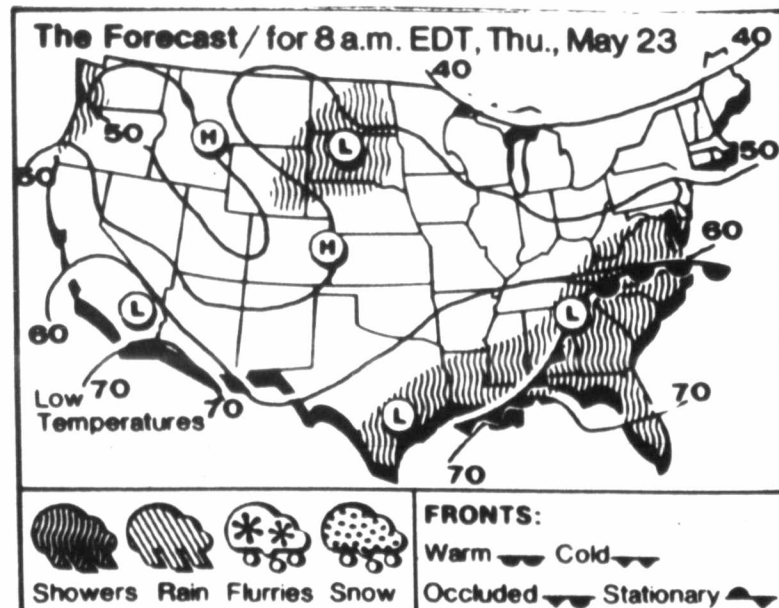 The Forecast / for 8 a.m. EDT, Thu., May 23
40 40
50 50 50
H L
H
60 60
L L
70 70 70
Low
Temperatures
L
70
Showers Rain Flurries Snow
FRONTS:
Warm Cold
Occluded Stationary